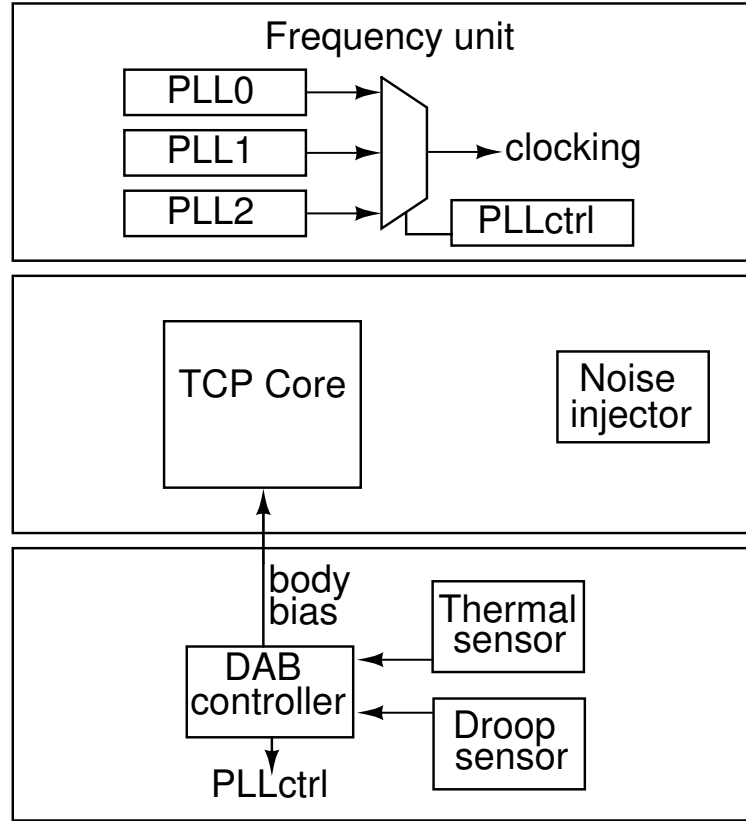 Frequency unit
PLL0
PLL1
PLL2
clocking
PLLctrl
TCP Core
Noise
injector
body
bias
Thermal
sensor
DAB
controller
Droop
sensor
PLLctrl